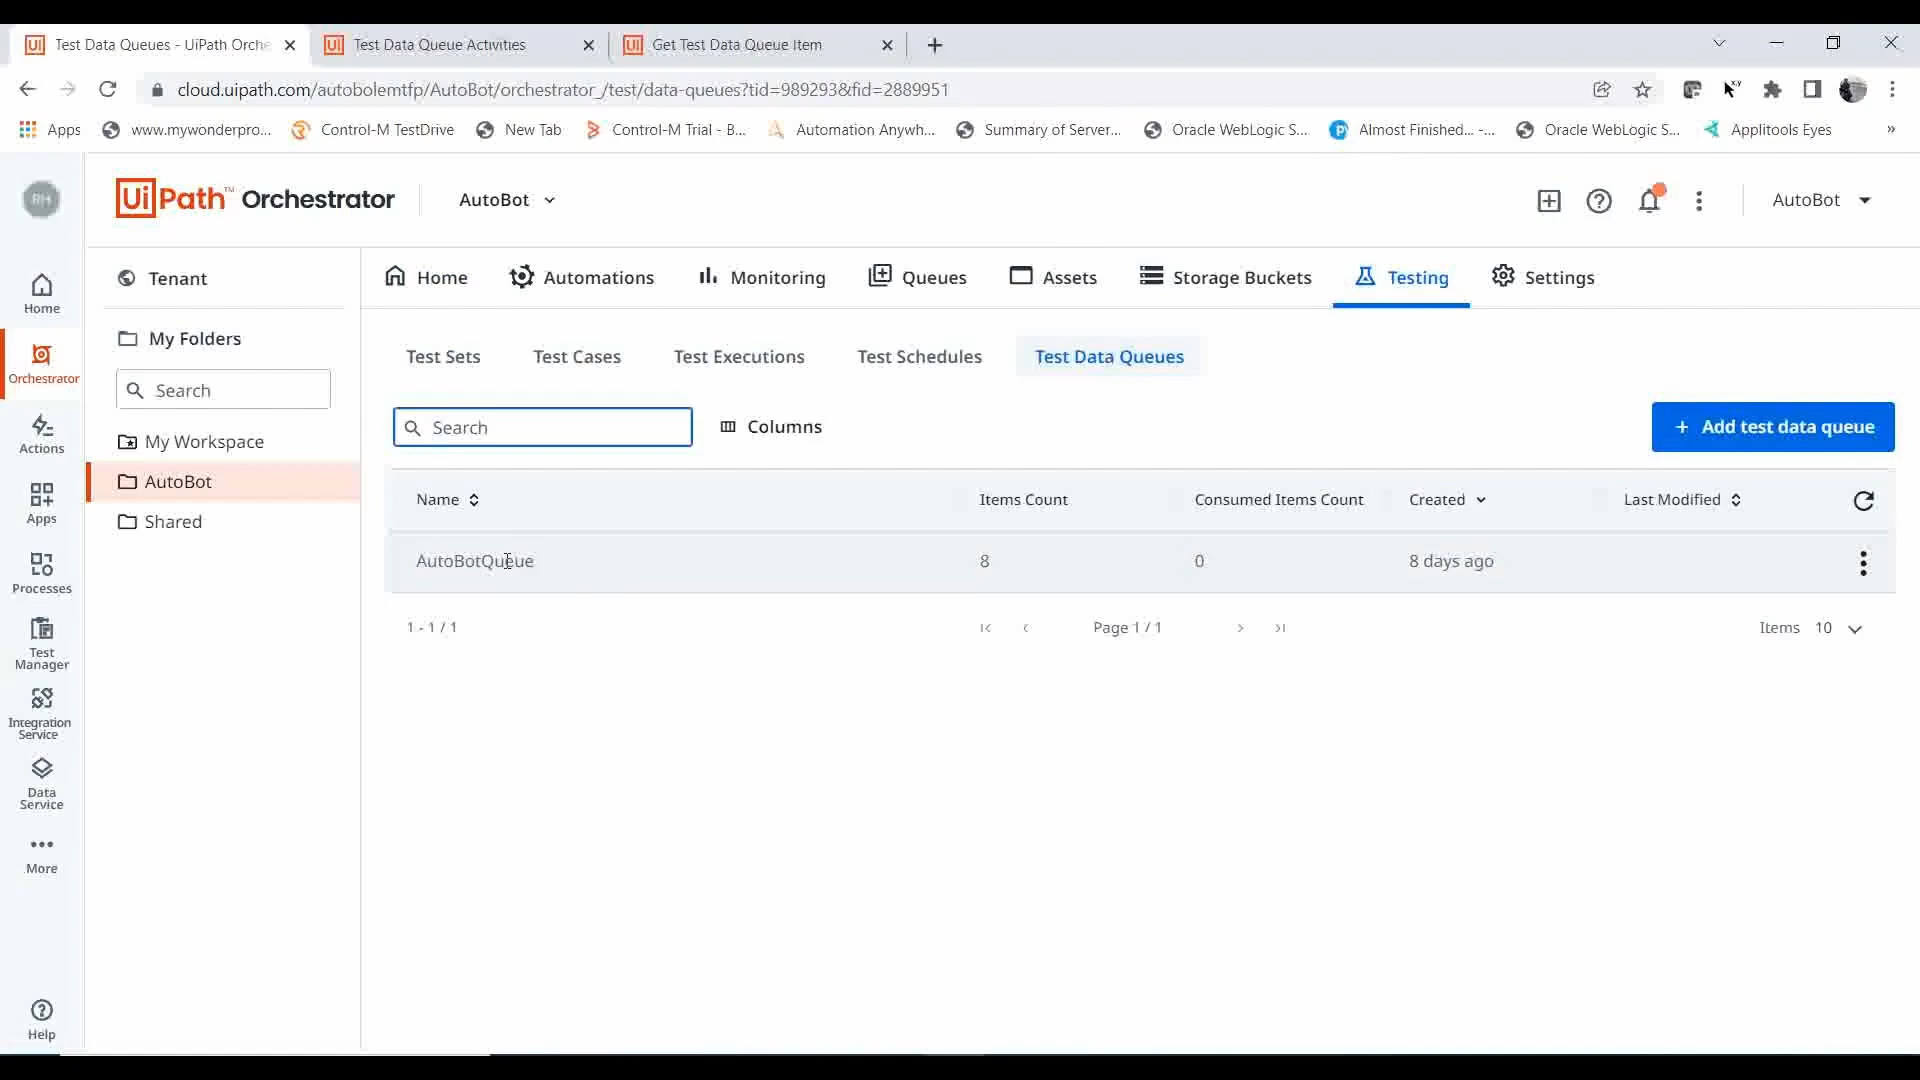 Test Data Queues - UiPath Orche
Test Data Queue Activities
Get Test Data Queue Item
cloud.uipath.com/autobolemtfp/AutoBot/orchestrator_/test/data-queues?tid=989293&fid=2889951
Apps
www.mywonderpro...
Control-M TestDrive
New Tab
Control-M Trial - B...
Automation Anywh...
Summary of Server...
Oracle WebLogic S...
Almost Finished... -...
Oracle WebLogic S...
Applitools Eyes
»
RH
UiPath™ Orchestrator
AutoBot
AutoBot
Home
Orchestrator
Actions
Apps
Processes
Test
Manager
Integration
Service
Data
Service
More
Help
Tenant
My Folders
Search
My Workspace
AutoBot
Shared
Home
Automations
Monitoring
Queues
Assets
Storage Buckets
Testing
Settings
Test Sets
Test Cases
Test Executions
Test Schedules
Test Data Queues
Search
Columns
+ Add test data queue
Name
Items Count
Consumed Items Count
Created
Last Modified
AutoBotQueue
8
0
8 days ago
1 - 1 / 1
Page 1 / 1
Items 10